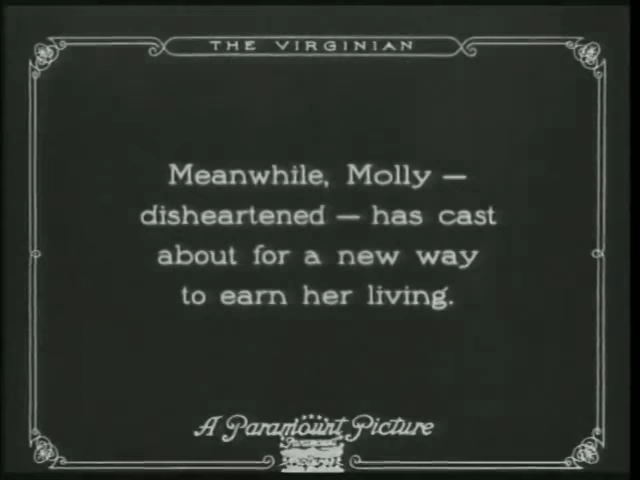 THE VIRGINIAN
Meanwhile, Molly —
disheartened — has cast
about for a new way
to earn her living.
A Paramount Picture